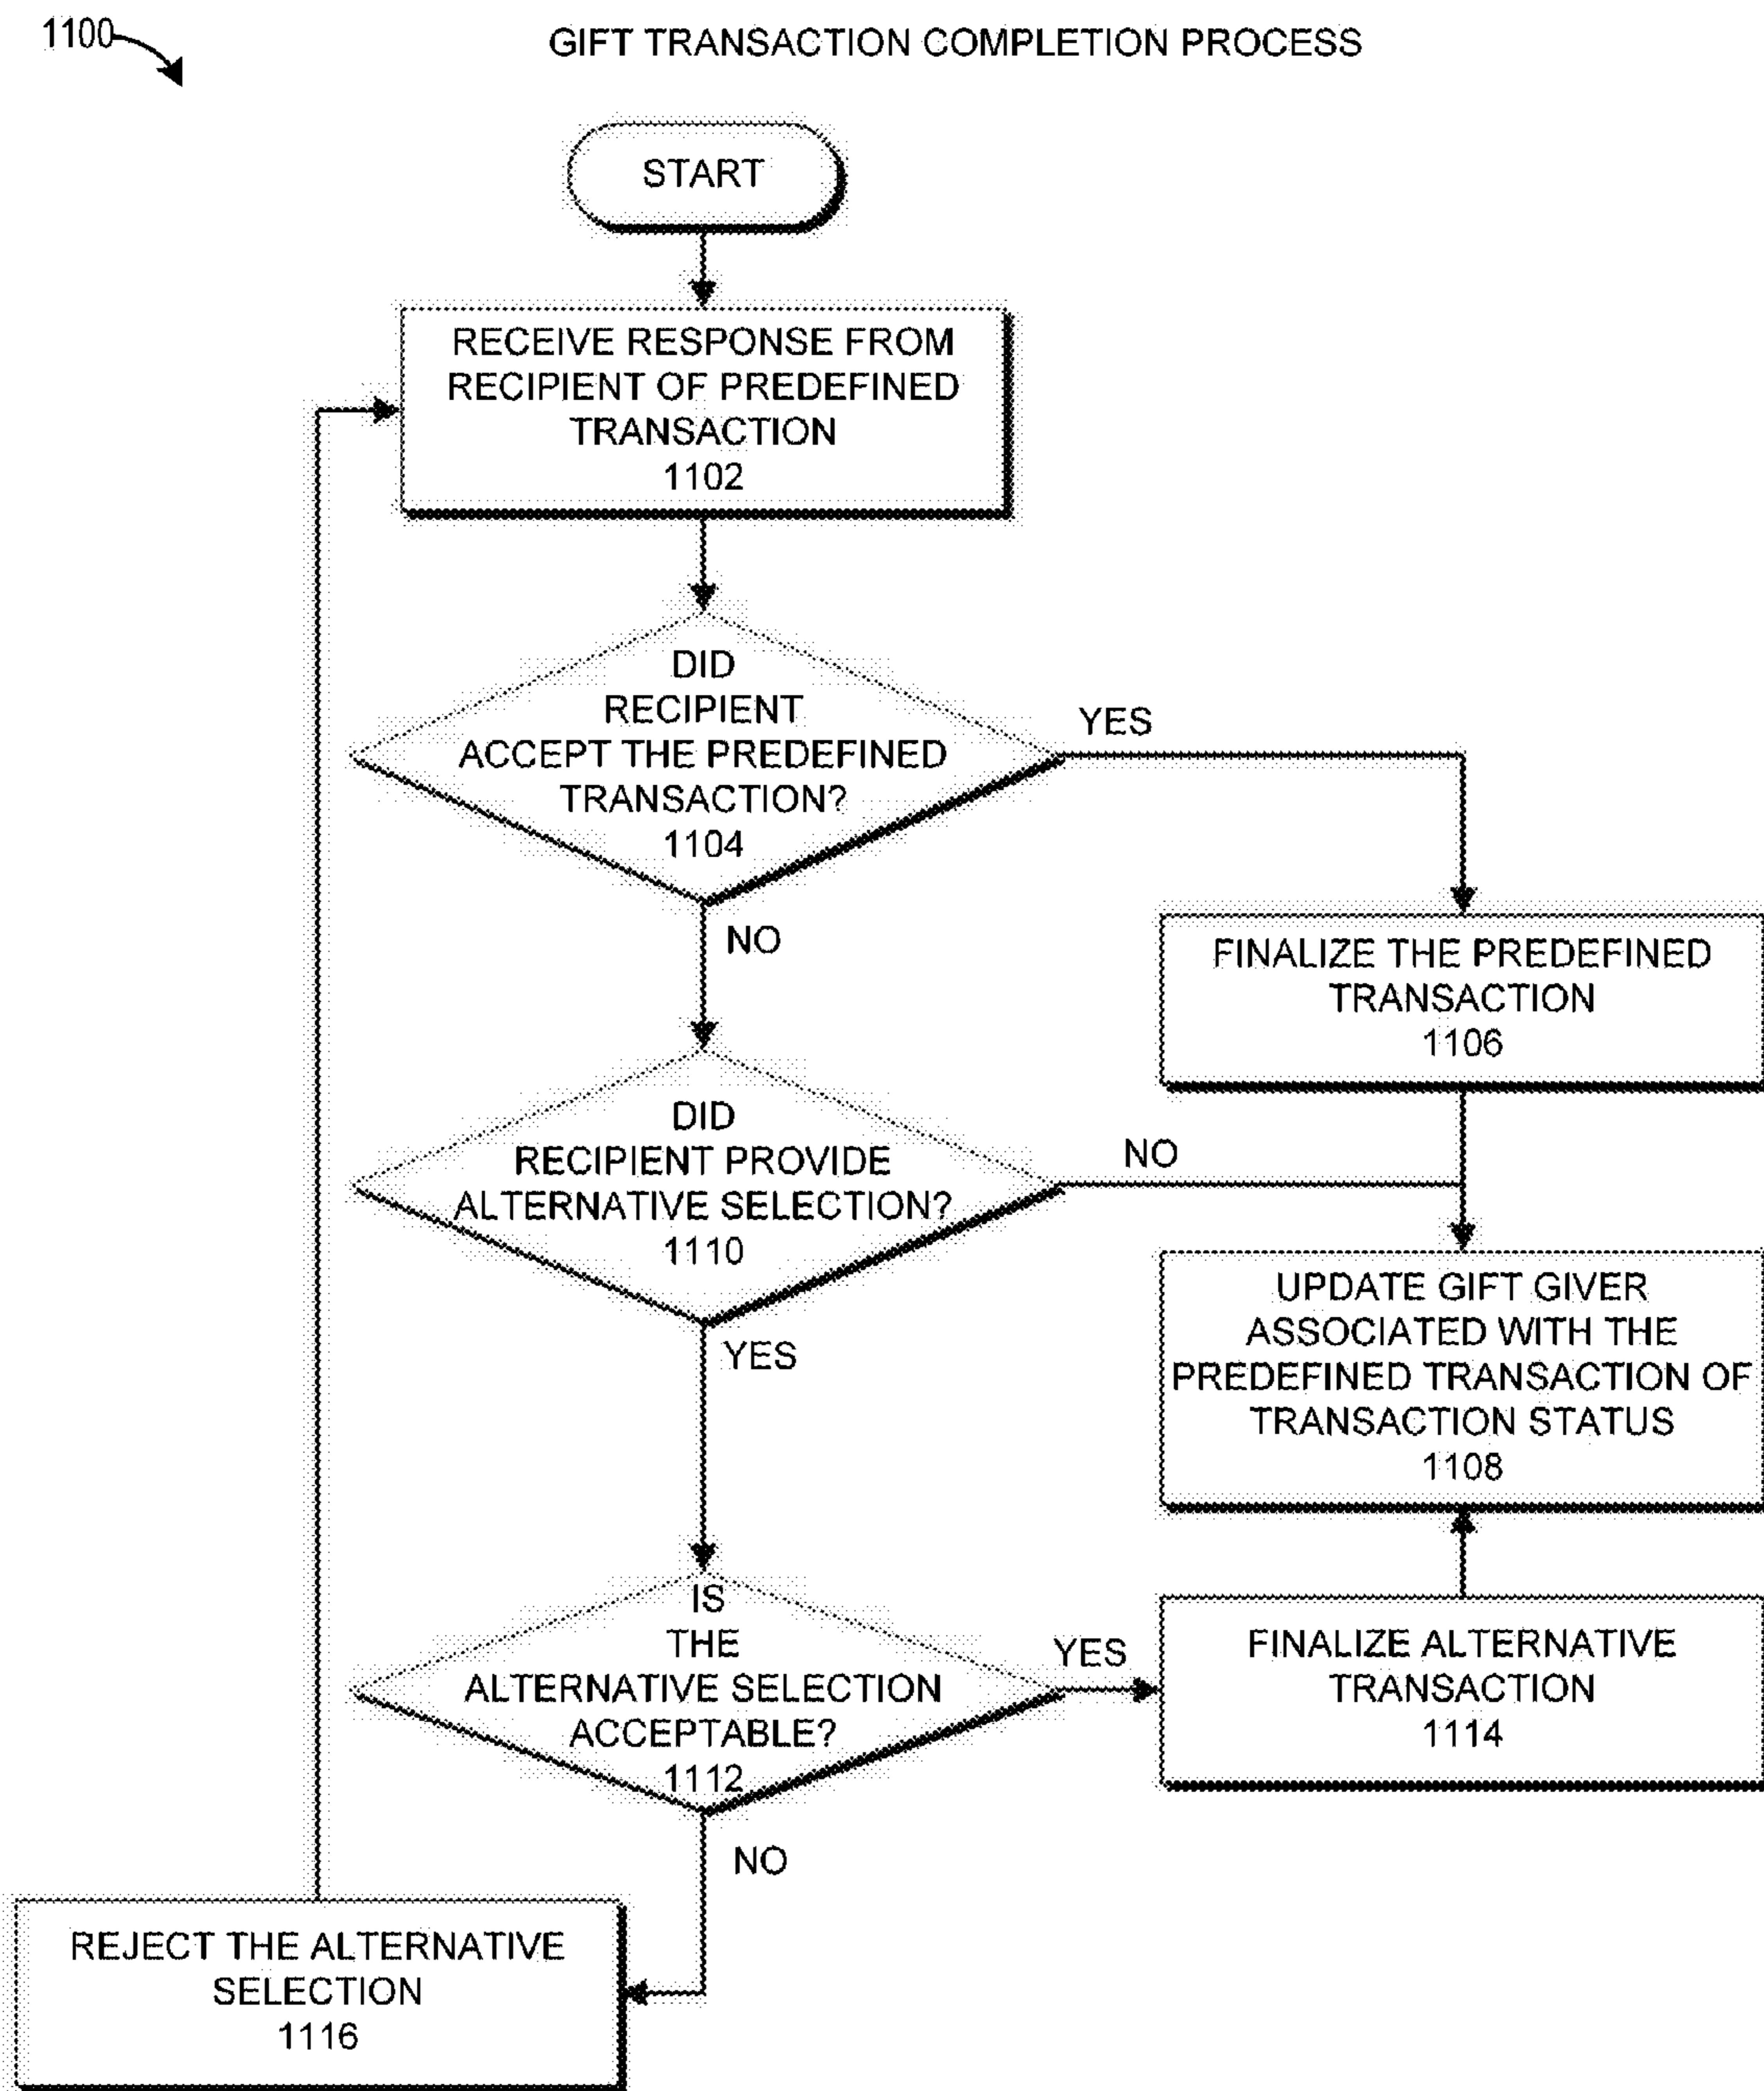 1100
GIFT TRANSACTION COMPLETION PROCESS
START
RECEIVE RESPONSE FROM
RECIPIENT OF PREDEFINED
TRANSACTION
1102
DID
RECIPIENT
ACCEPT THE PREDEFINED
TRANSACTION?
1104
YES
NO
FINALIZE THE PREDEFINED
TRANSACTION
1106
DID
RECIPIENT PROVIDE
ALTERNATIVE SELECTION?
1110
NO
YES
UPDATE GIFT GIVER
ASSOCIATED WITH THE
PREDEFINED TRANSACTION OF
TRANSACTION STATUS
1108
IS
THE
ALTERNATIVE SELECTION
ACCEPTABLE?
1112
YES
NO
FINALIZE ALTERNATIVE
TRANSACTION
1114
REJECT THE ALTERNATIVE
SELECTION
1116